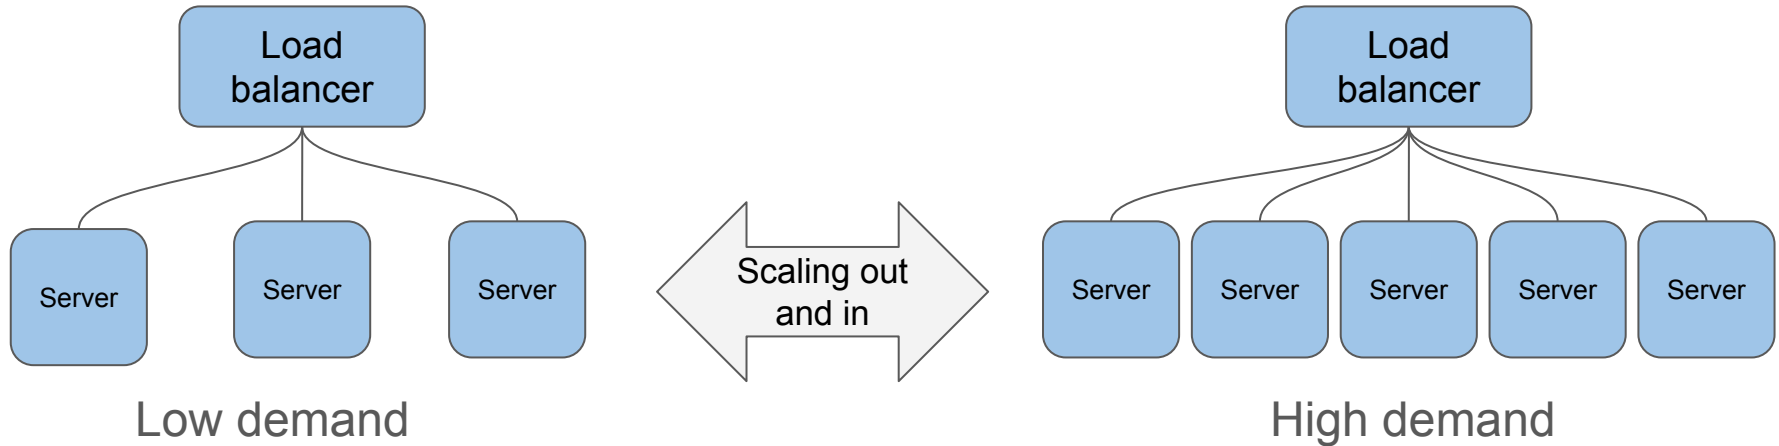 Load
balancer
Server
Server
Server
Low demand
Scaling out
and in
Load
balancer
Server
Server
Server
Server
Server
High demand